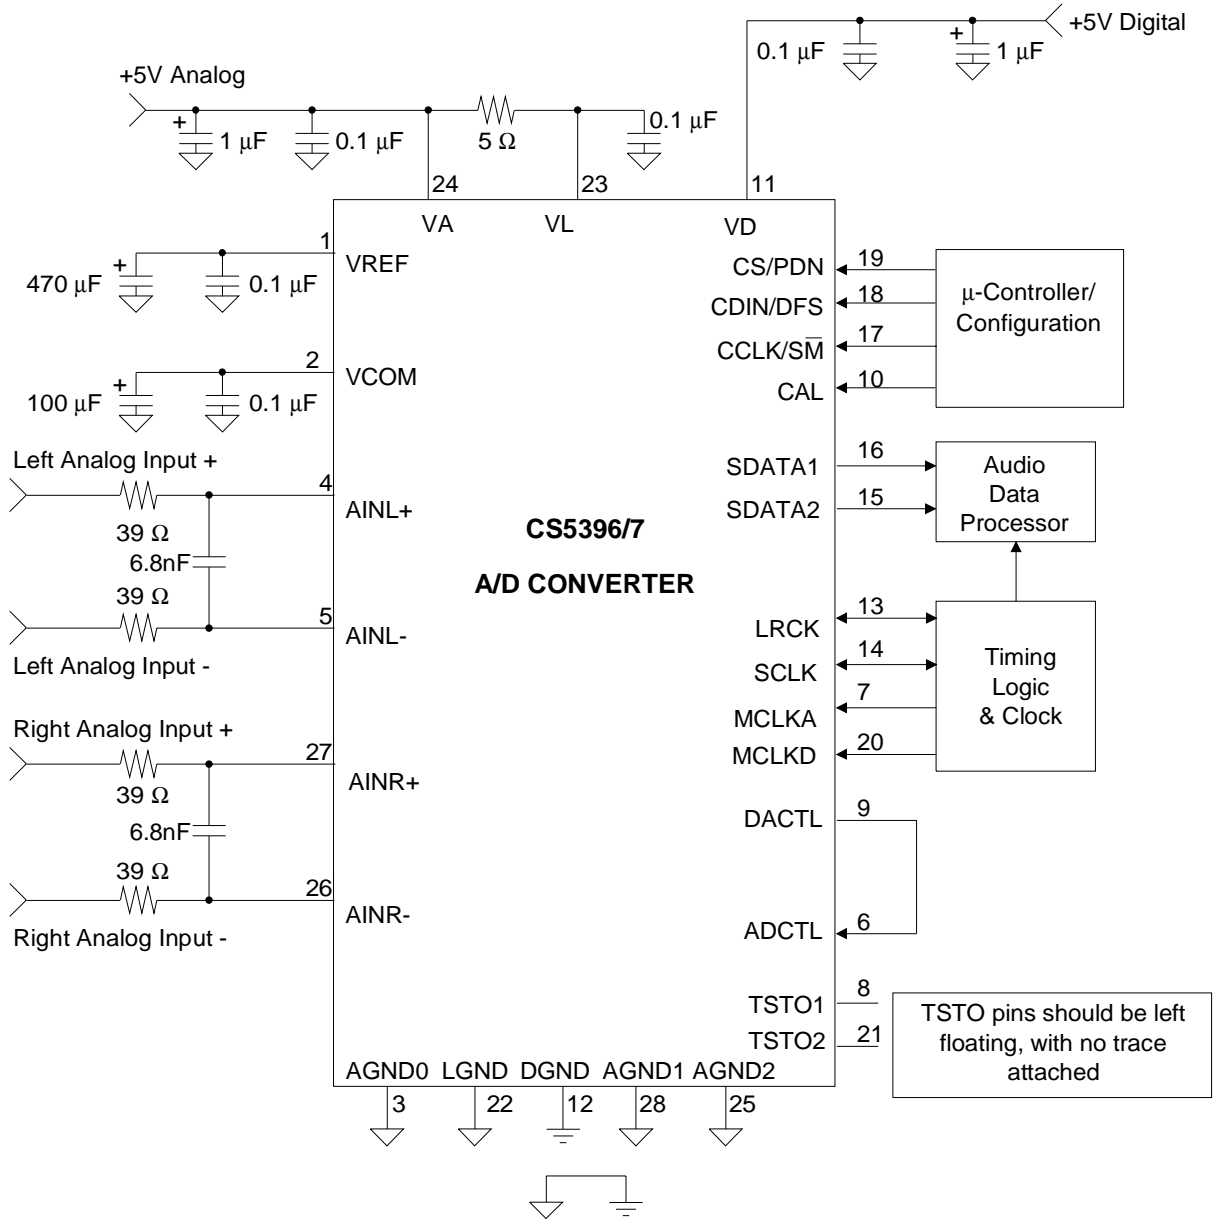 +5V Digital
0.1 µF
+
1 µF
+5V Analog
+
1 µF
0.1 µF
5 Ω
0.1 µF
24
23
11
VA
VL
VD
1
VREF
+
470 µF
0.1 µF
2
VCOM
+
100 µF
0.1 µF
Left Analog Input +
4
AINL+
39 Ω
6.8nF
39 Ω
5
AINL-
Left Analog Input -
Right Analog Input +
27
AINR+
39 Ω
6.8nF
39 Ω
26
AINR-
Right Analog Input -
CS5396/7
A/D CONVERTER
CS/PDN
19
CDIN/DFS
18
CCLK/SM̅
17
CAL
10
µ-Controller/
Configuration
SDATA1
16
SDATA2
15
Audio
Data
Processor
LRCK
13
SCLK
14
MCLKA
7
MCLKD
20
Timing
Logic
& Clock
DACTL
9
ADCTL
6
TSTO1
8
TSTO2
21
TSTO pins should be left
floating, with no trace
attached
AGND0 LGND DGND AGND1 AGND2
3
22
12
28
25